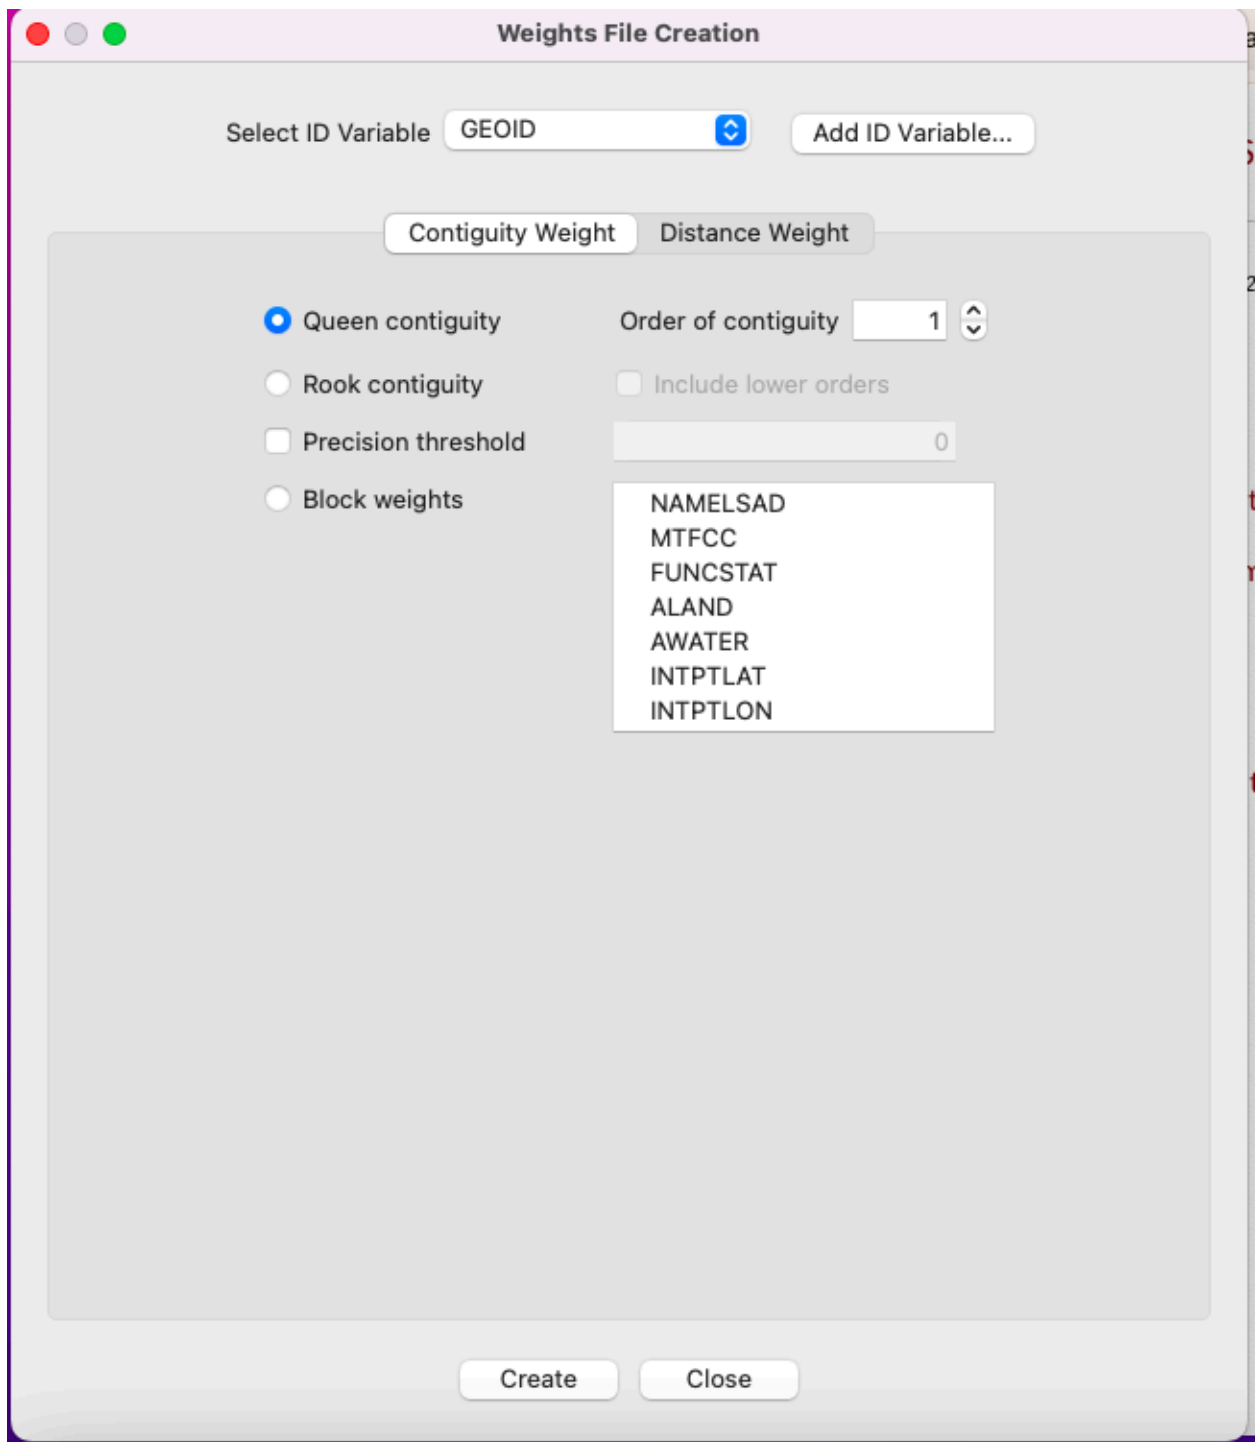 Weights File Creation
Select ID Variable GEOID Add ID Variable...
Contiguity Weight Distance Weight
Queen contiguity Order of contiguity 1
Rook contiguity Include lower orders
Precision threshold 0
Block weights
NAMELSAD
MTFCC
FUNCSTAT
ALAND
AWATER
INTPTLAT
INTPTLON
Create Close